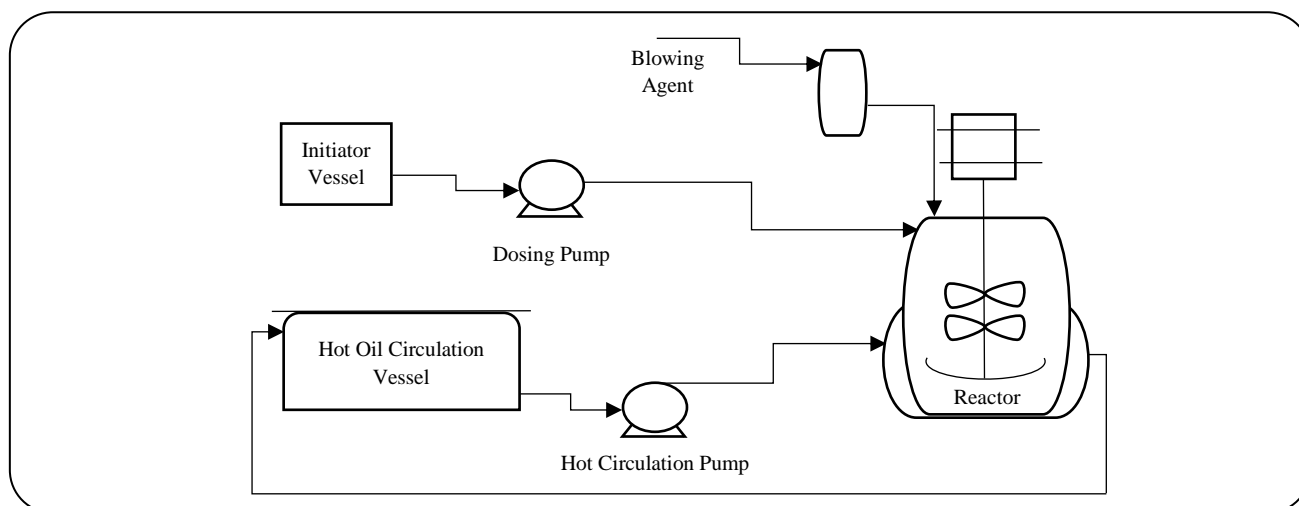 Blowing
Agent
Initiator
Vessel
Dosing Pump
Hot Oil Circulation
Vessel
Reactor
Hot Circulation Pump